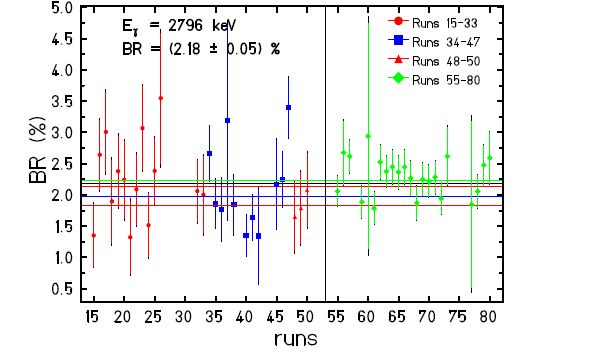 E_γ = 2796 keV
BR = (2.18 ± 0.05) %
Runs 15-33
Runs 34-47
Runs 48-50
Runs 55-80
BR (%)
5.0
4.5
4.0
3.5
3.0
2.5
2.0
1.5
1.0
0.5
15 20 25 30 35 40 45 50 55 60 65 70 75 80
runs